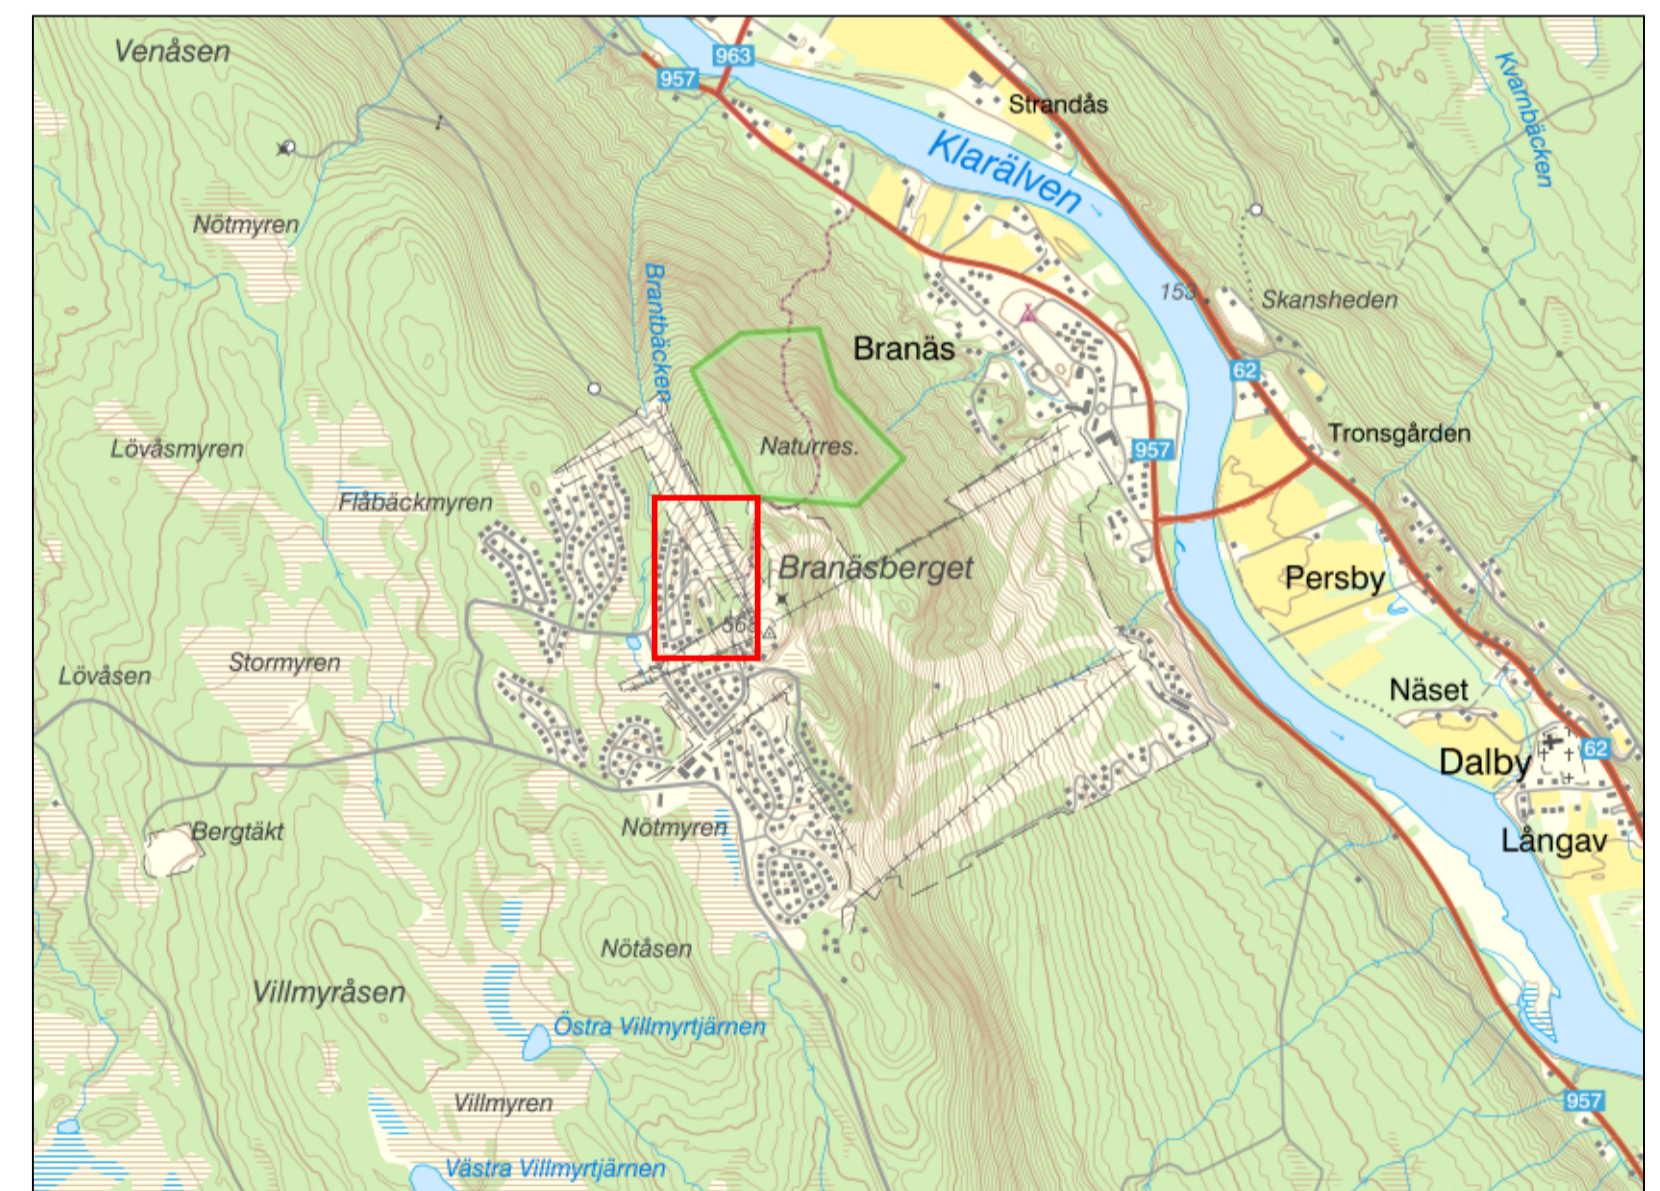 Venåsen
963
957
Strandås
Kvarnbäcken
Klarälven
Nötmyren
Brantbäcken
153
Skansheden
Branäs
62
Tronsgården
Naturres.
957
Lövåsmyren
Flåbäckmyren
Branäsberget
Persby
568
Stormyren
Lövåsen
Näset
62
Dalby
Långav
Nötmyren
Bergtäkt
Nötåsen
Villmyråsen
Östra Villmyrtjärnen
Villmyren
957
Västra Villmyrtjärnen